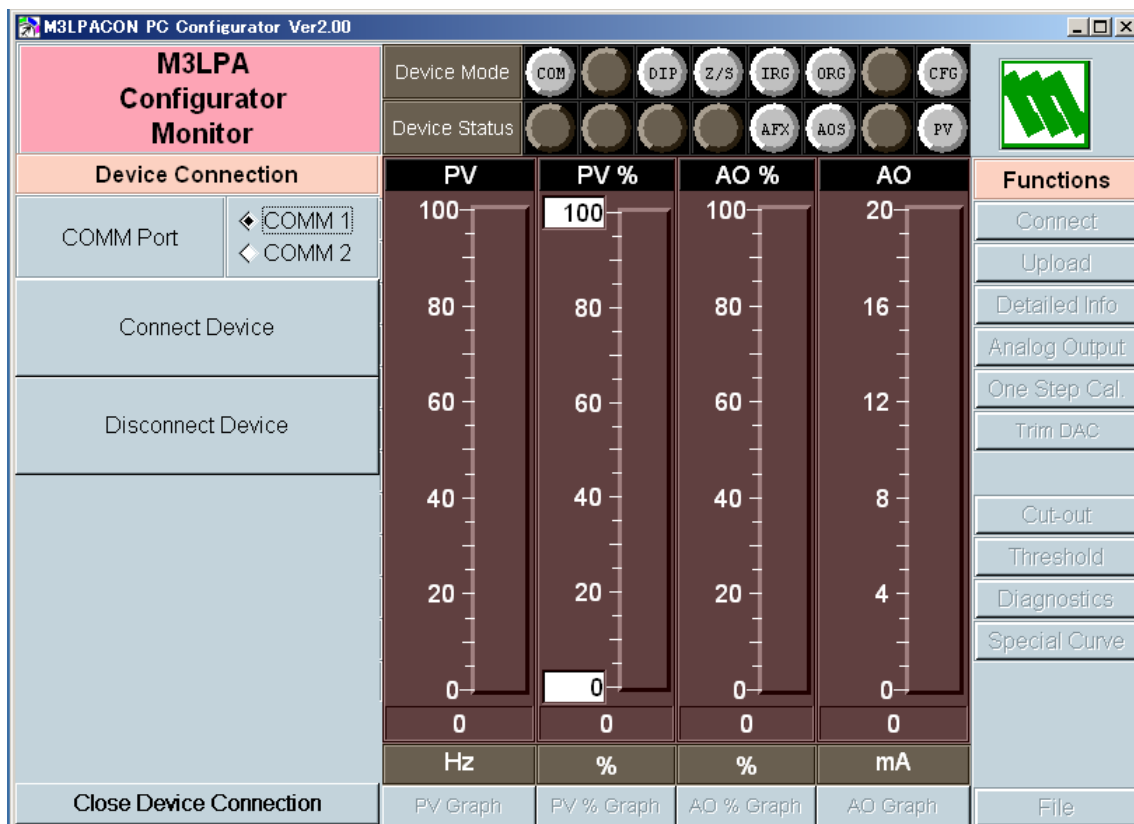 M3LPACON PC Configurator Ver2.00
M3LPA
Configurator
Monitor
Device Mode
COM
DIP
Z/S
IRG
ORG
CFG
Device Status
AFX
AOS
PV
Device Connection
COMM Port
COMM 1
COMM 2
Connect Device
Disconnect Device
Close Device Connection
PV
100
80
60
40
20
0
0
Hz
PV Graph
PV %
100
80
60
40
20
0
0
%
PV % Graph
AO %
100
80
60
40
20
0
0
%
AO % Graph
AO
20
16
12
8
4
0
0
mA
AO Graph
Functions
Connect
Upload
Detailed Info
Analog Output
One Step Cal.
Trim DAC
Cut-out
Threshold
Diagnostics
Special Curve
File